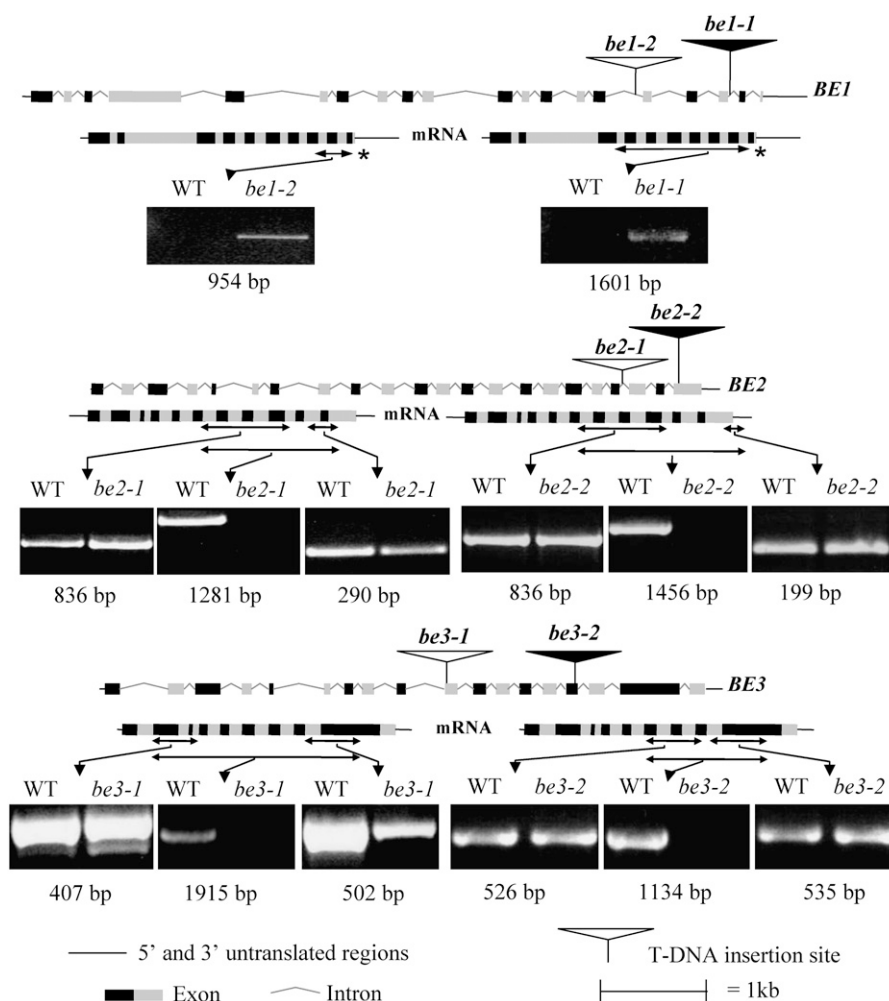 be1-2 be1-1
BE1
mRNA
* *
WT be1-2 WT be1-1
954 bp 1601 bp
be2-1 be2-2
BE2
mRNA
WT be2-1 WT be2-1 WT be2-1 WT be2-2 WT be2-2 WT be2-2
836 bp 1281 bp 290 bp 836 bp 1456 bp 199 bp
be3-1 be3-2
BE3
mRNA
WT be3-1 WT be3-1 WT be3-1 WT be3-2 WT be3-2 WT be3-2
407 bp 1915 bp 502 bp 526 bp 1134 bp 535 bp
5' and 3' untranslated regions T-DNA insertion site
Exon Intron = 1kb